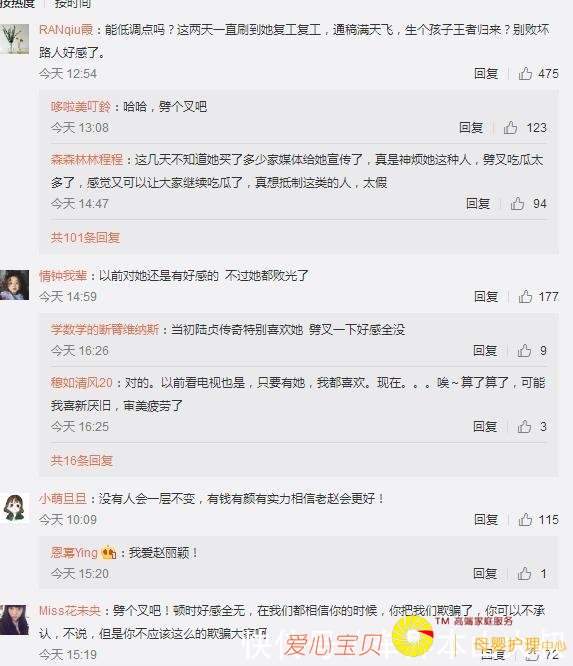 按热度 | 按时间
RANqiu霞：能低调点吗？这两天一直刷到她复工复工，通稿满天飞，生个孩子王者归来？别败坏
路人好感了。
今天 12:54 回复 475
哆啦美叮鈴：哈哈，劈个叉吧
今天 13:08 回复 123
森森林林程程：这几天不知道她买了多少家媒体给她宣传了，真是神烦她这种人，劈叉吃瓜太
多了，感觉又可以让大家继续吃瓜了，真想抵制这类的人，太假
今天 14:47 回复 94
共101条回复
情钟我辈：以前对她还是有好感的 不过她都败光了
今天 14:59 回复 177
学数学的断臂维纳斯：当初陆贞传奇特别喜欢她 劈叉一下好感全没
今天 16:26 回复 9
穆如清风20：对的。以前看电视也是，只要有她，我都喜欢。现在。。。唉～算了算了，可能
我喜新厌旧，审美疲劳了
今天 16:25 回复 3
共16条回复
小萌旦旦：没有人会一层不变，有钱有颜有实力相信老赵会更好！
今天 10:09 回复 115
恩幂Ying：我爱赵丽颖！
今天 15:20 回复 1
Miss花未央：劈个叉吧！顿时好感全无，在我们都相信你的时候，你把我们欺骗了，你可以不承
认，不说，但是你不应该这么的欺骗大家吧
今天 15:19 回复 72
爱心宝贝 TM 高端家庭服务
母婴护理中心